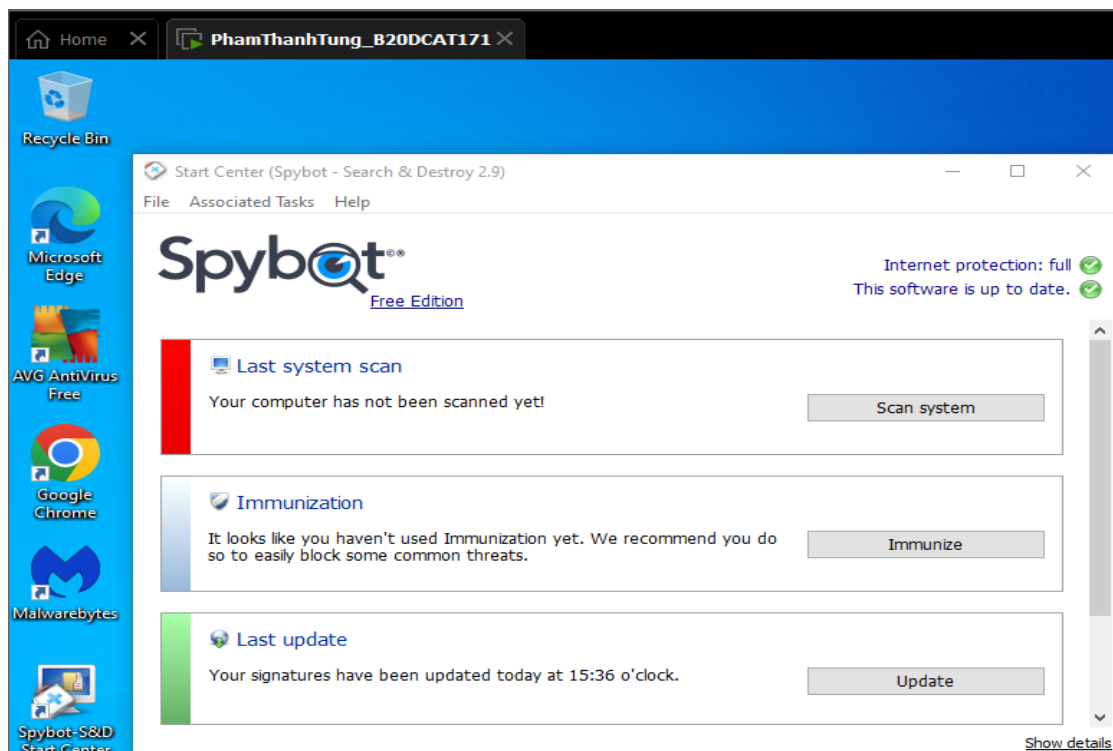 Home
PhamThanhTung_B20DCAT171
Recycle Bin
Microsoft
Edge
AVG AntiVirus
Free
Google
Chrome
Malwarebytes
Spybot-S&D
Start Center
Start Center (Spybot - Search & Destroy 2.9)
File Associated Tasks Help
Spybot©®
Free Edition
Internet protection: full
This software is up to date.
Last system scan
Your computer has not been scanned yet!
Scan system
Immunization
It looks like you haven't used Immunization yet. We recommend you do
so to easily block some common threats.
Immunize
Last update
Your signatures have been updated today at 15:36 o'clock.
Update
Show details